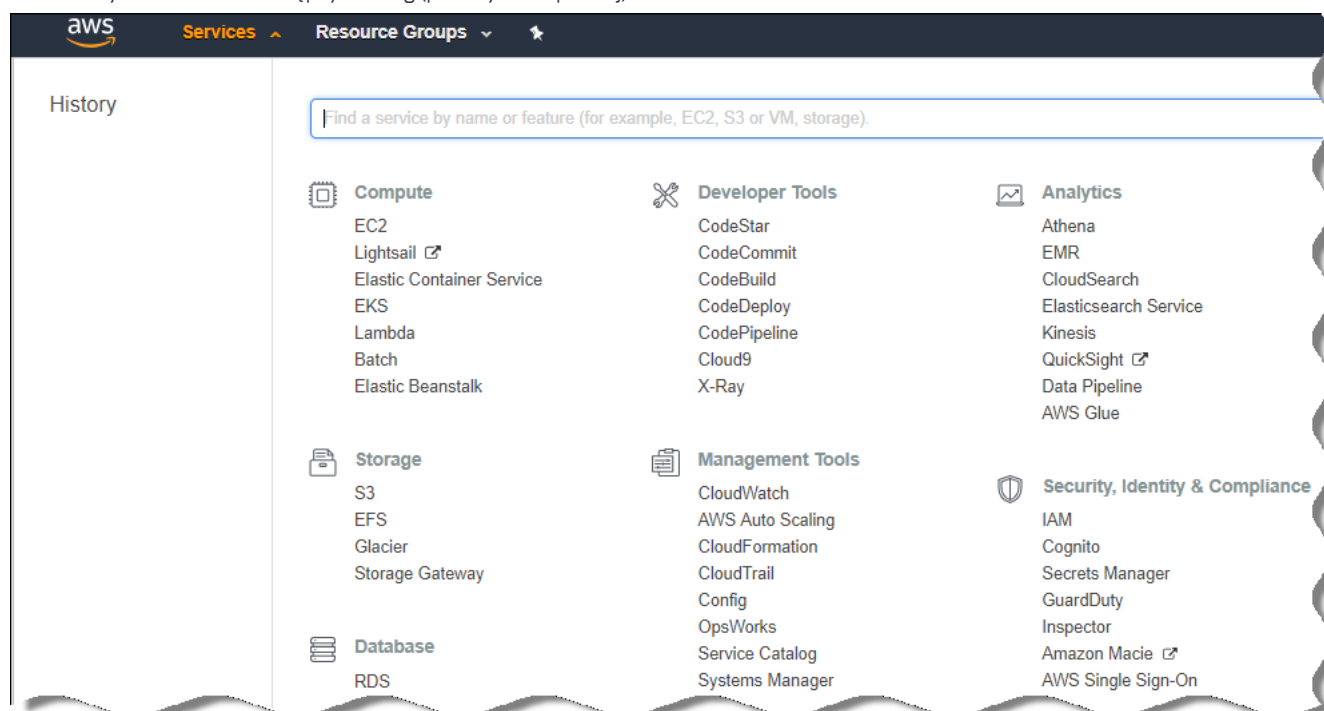 aws
Services
Resource Groups
History
Find a service by name or feature (for example, EC2, S3 or VM, storage).
Compute
EC2
Lightsail
Elastic Container Service
EKS
Lambda
Batch
Elastic Beanstalk
Storage
S3
EFS
Glacier
Storage Gateway
Database
RDS
Developer Tools
CodeStar
CodeCommit
CodeBuild
CodeDeploy
CodePipeline
Cloud9
X-Ray
Management Tools
CloudWatch
AWS Auto Scaling
CloudFormation
CloudTrail
Config
OpsWorks
Service Catalog
Systems Manager
Analytics
Athena
EMR
CloudSearch
Elasticsearch Service
Kinesis
QuickSight
Data Pipeline
AWS Glue
Security, Identity & Compliance
IAM
Cognito
Secrets Manager
GuardDuty
Inspector
Amazon Macie
AWS Single Sign-On